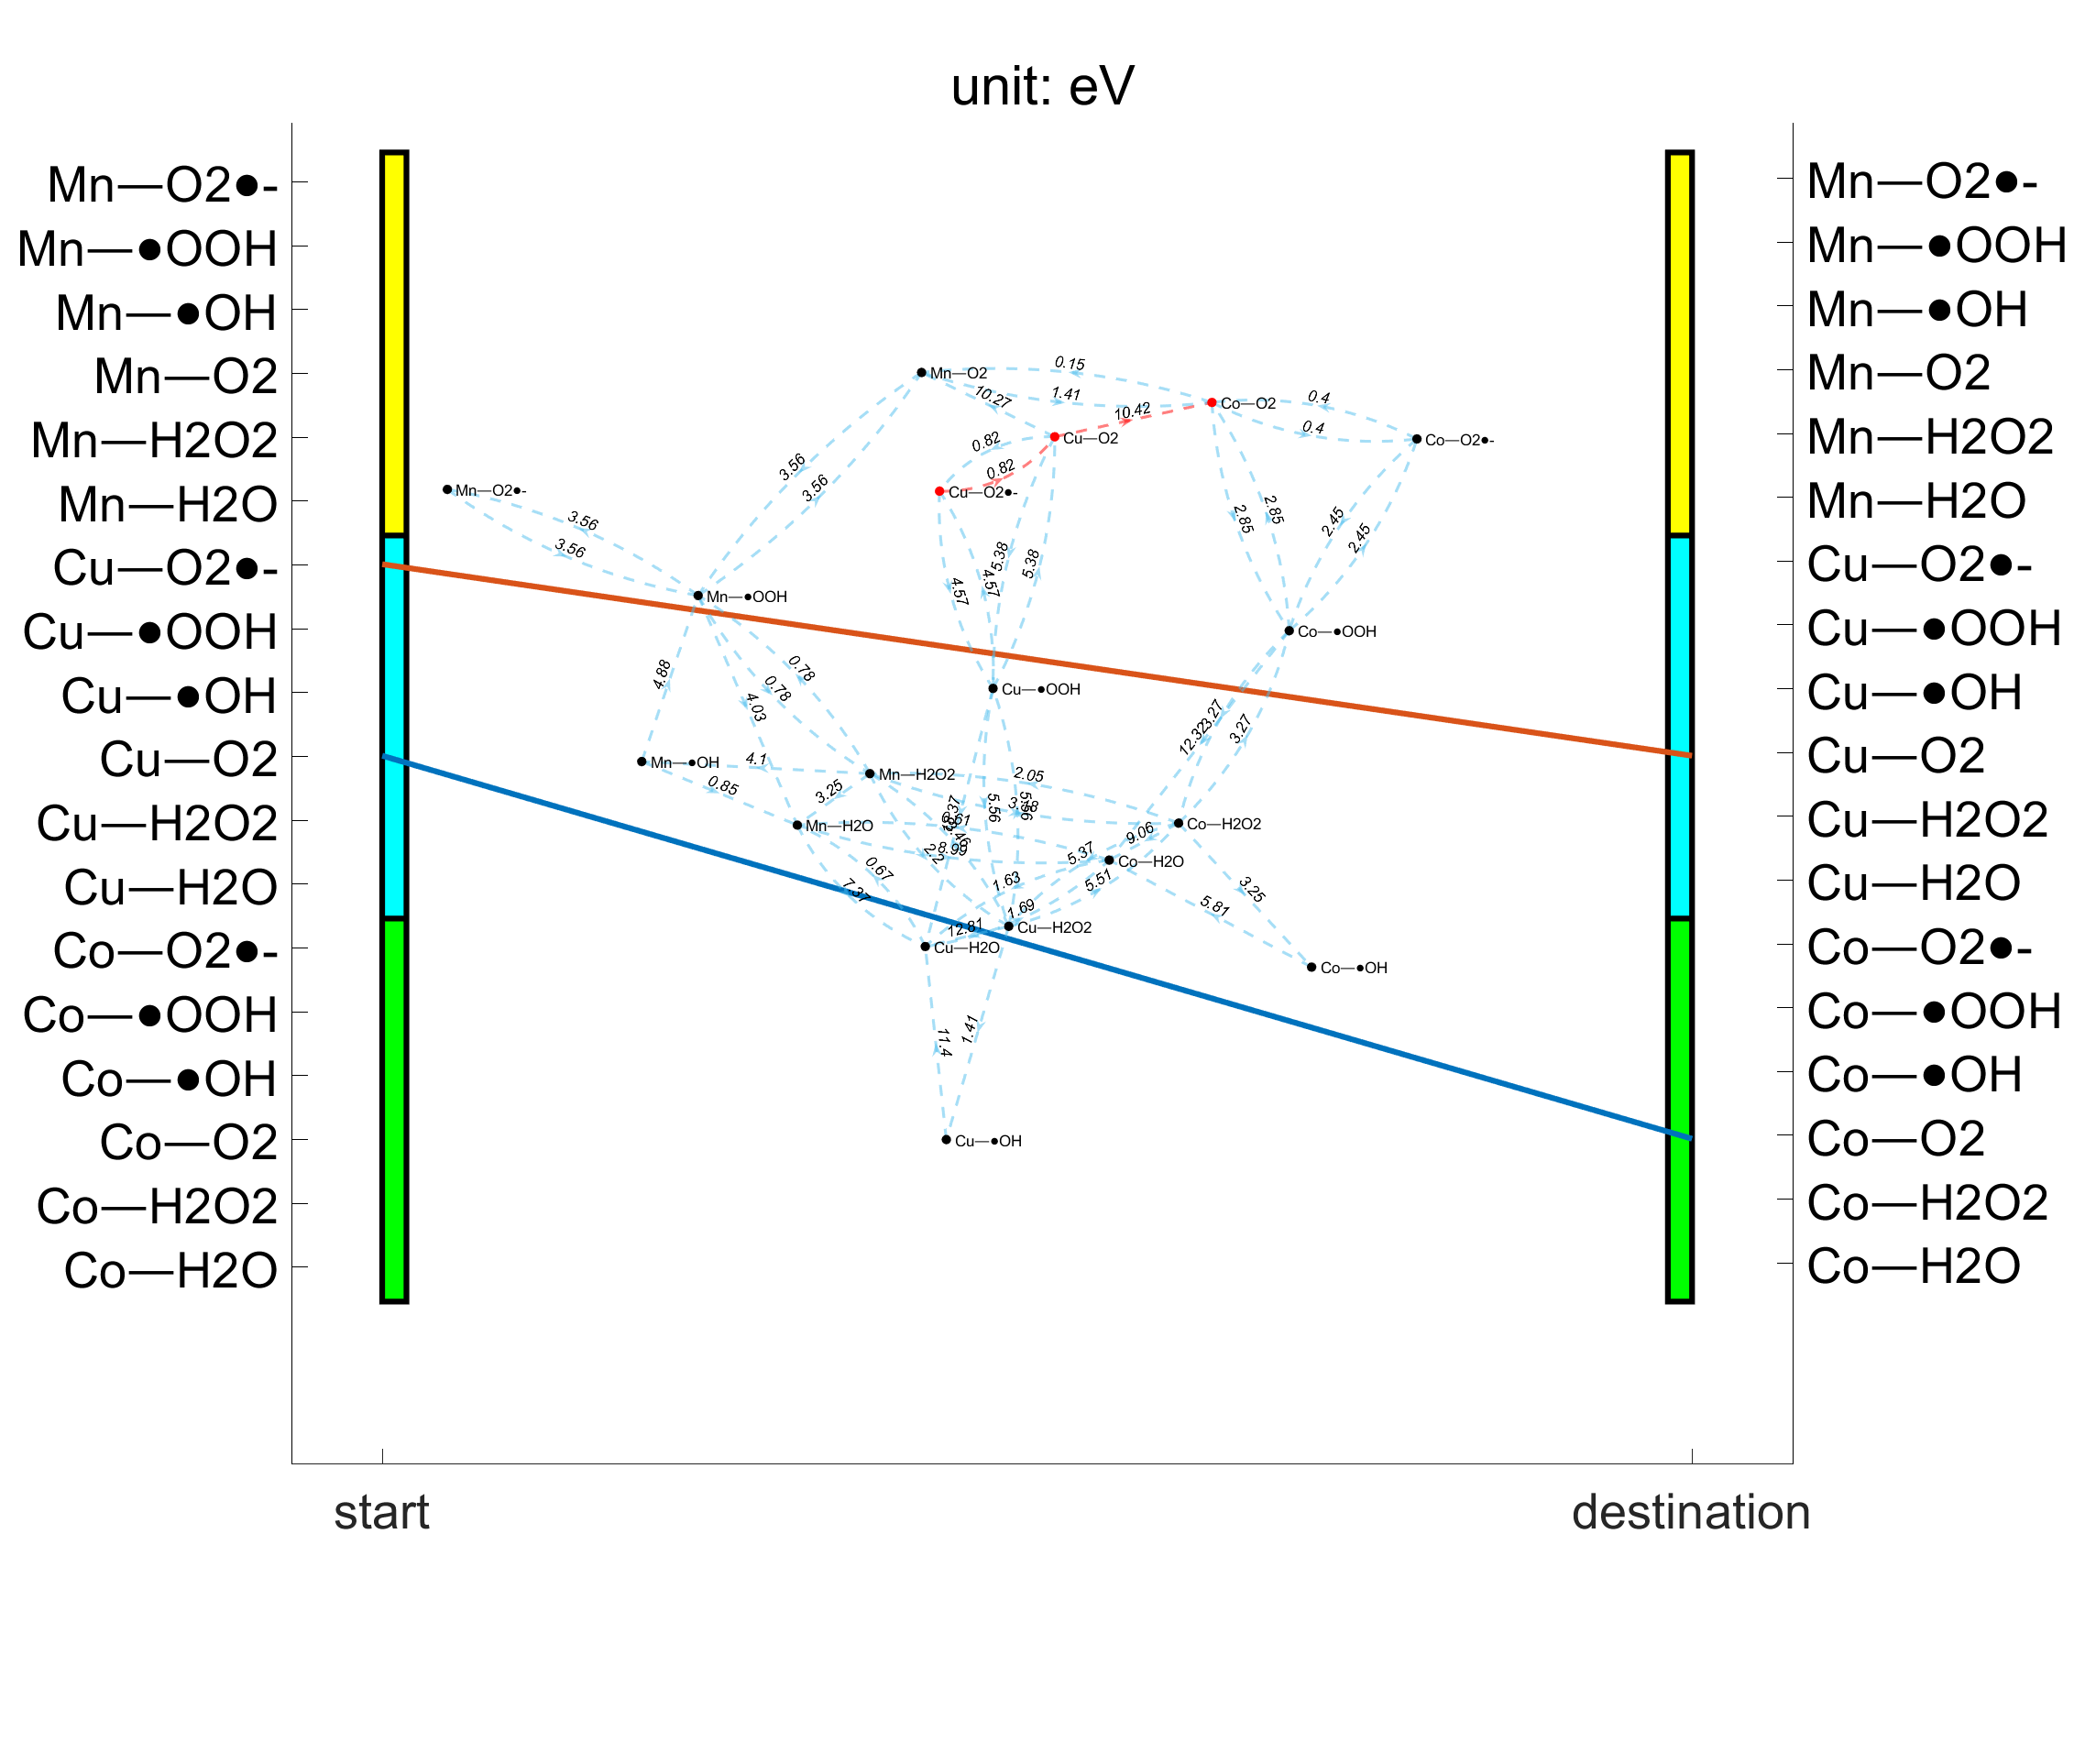 unit: eV
Mn—O2●-
Mn—●OOH
Mn—●OH
Mn—O2
Mn—H2O2
Mn—H2O
Cu—O2●-
Cu—●OOH
Cu—●OH
Cu—O2
Cu—H2O2
Cu—H2O
Co—O2●-
Co—●OOH
Co—●OH
Co—O2
Co—H2O2
Co—H2O
0.15
Mn—O2
10.27
1.41
10.42
Co—O2
0.4
0.4
Cu—O2
Co—O2●-
0.82
0.82
3.56
3.56
Mn—O2●-
Cu—O2●-
3.56
3.56
2.85
2.85
2.45
2.45
5.38
5.38
4.57
4.57
Mn—●OOH
Co—●OOH
4.88
0.78
0.78
4.03
Cu—●OOH
12.32
3.27
3.27
Mn—●OH
4.1
0.85
Mn—H2O2
3.25
2.05
5.56
Mn—H2O
Co—H2O2
9.06
8.99
5.37
Co—H2O
0.67
7.37
2.2
1.63
5.51
3.25
5.81
1.69
12.81
Cu—H2O2
Cu—H2O
Co—●OH
11.4
1.41
Cu—●OH
Mn—O2●-
Mn—●OOH
Mn—●OH
Mn—O2
Mn—H2O2
Mn—H2O
Cu—O2●-
Cu—●OOH
Cu—●OH
Cu—O2
Cu—H2O2
Cu—H2O
Co—O2●-
Co—●OOH
Co—●OH
Co—O2
Co—H2O2
Co—H2O
start
destination